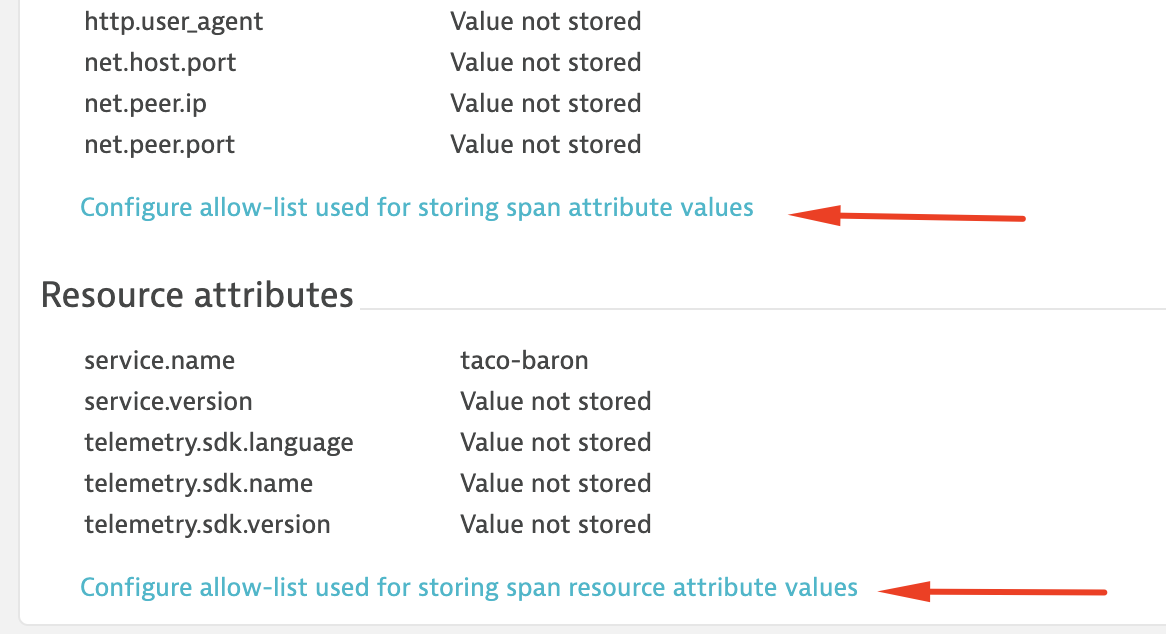 http.user_agent Value not stored
net.host.port Value not stored
net.peer.ip Value not stored
net.peer.port Value not stored
Configure allow-list used for storing span attribute values
Resource attributes
service.name taco-baron
service.version Value not stored
telemetry.sdk.language Value not stored
telemetry.sdk.name Value not stored
telemetry.sdk.version Value not stored
Configure allow-list used for storing span resource attribute values